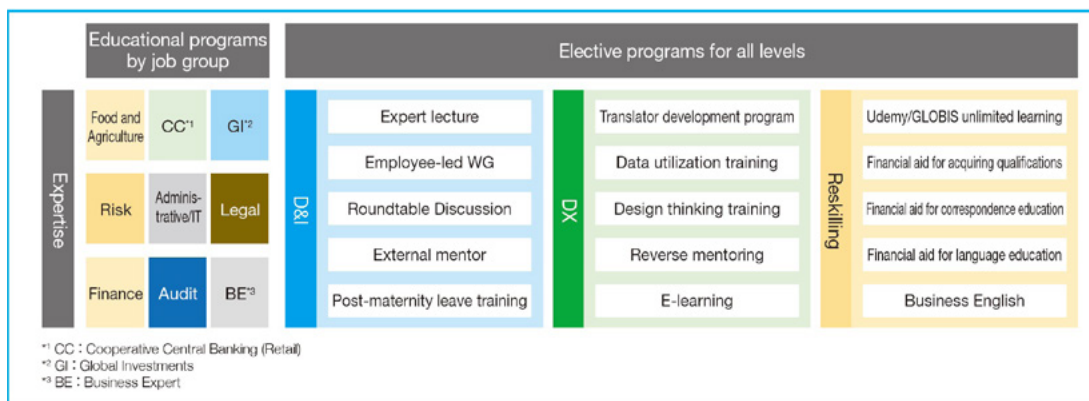 Educational programs
by job group
Elective programs for all levels
Expertise
Food and
Agriculture
CC*1
GI*2
Risk
Adminis-
trative/IT
Legal
Finance
Audit
BE*3
D&I
Expert lecture
Employee-led WG
Roundtable Discussion
External mentor
Post-maternity leave training
DX
Translator development program
Data utilization training
Design thinking training
Reverse mentoring
E-learning
Reskilling
Udemy/GLOBIS unlimited learning
Financial aid for acquiring qualifications
Financial aid for correspondence education
Financial aid for language education
Business English
*1 CC：Cooperative Central Banking (Retail)
*2 GI：Global Investments
*3 BE：Business Expert